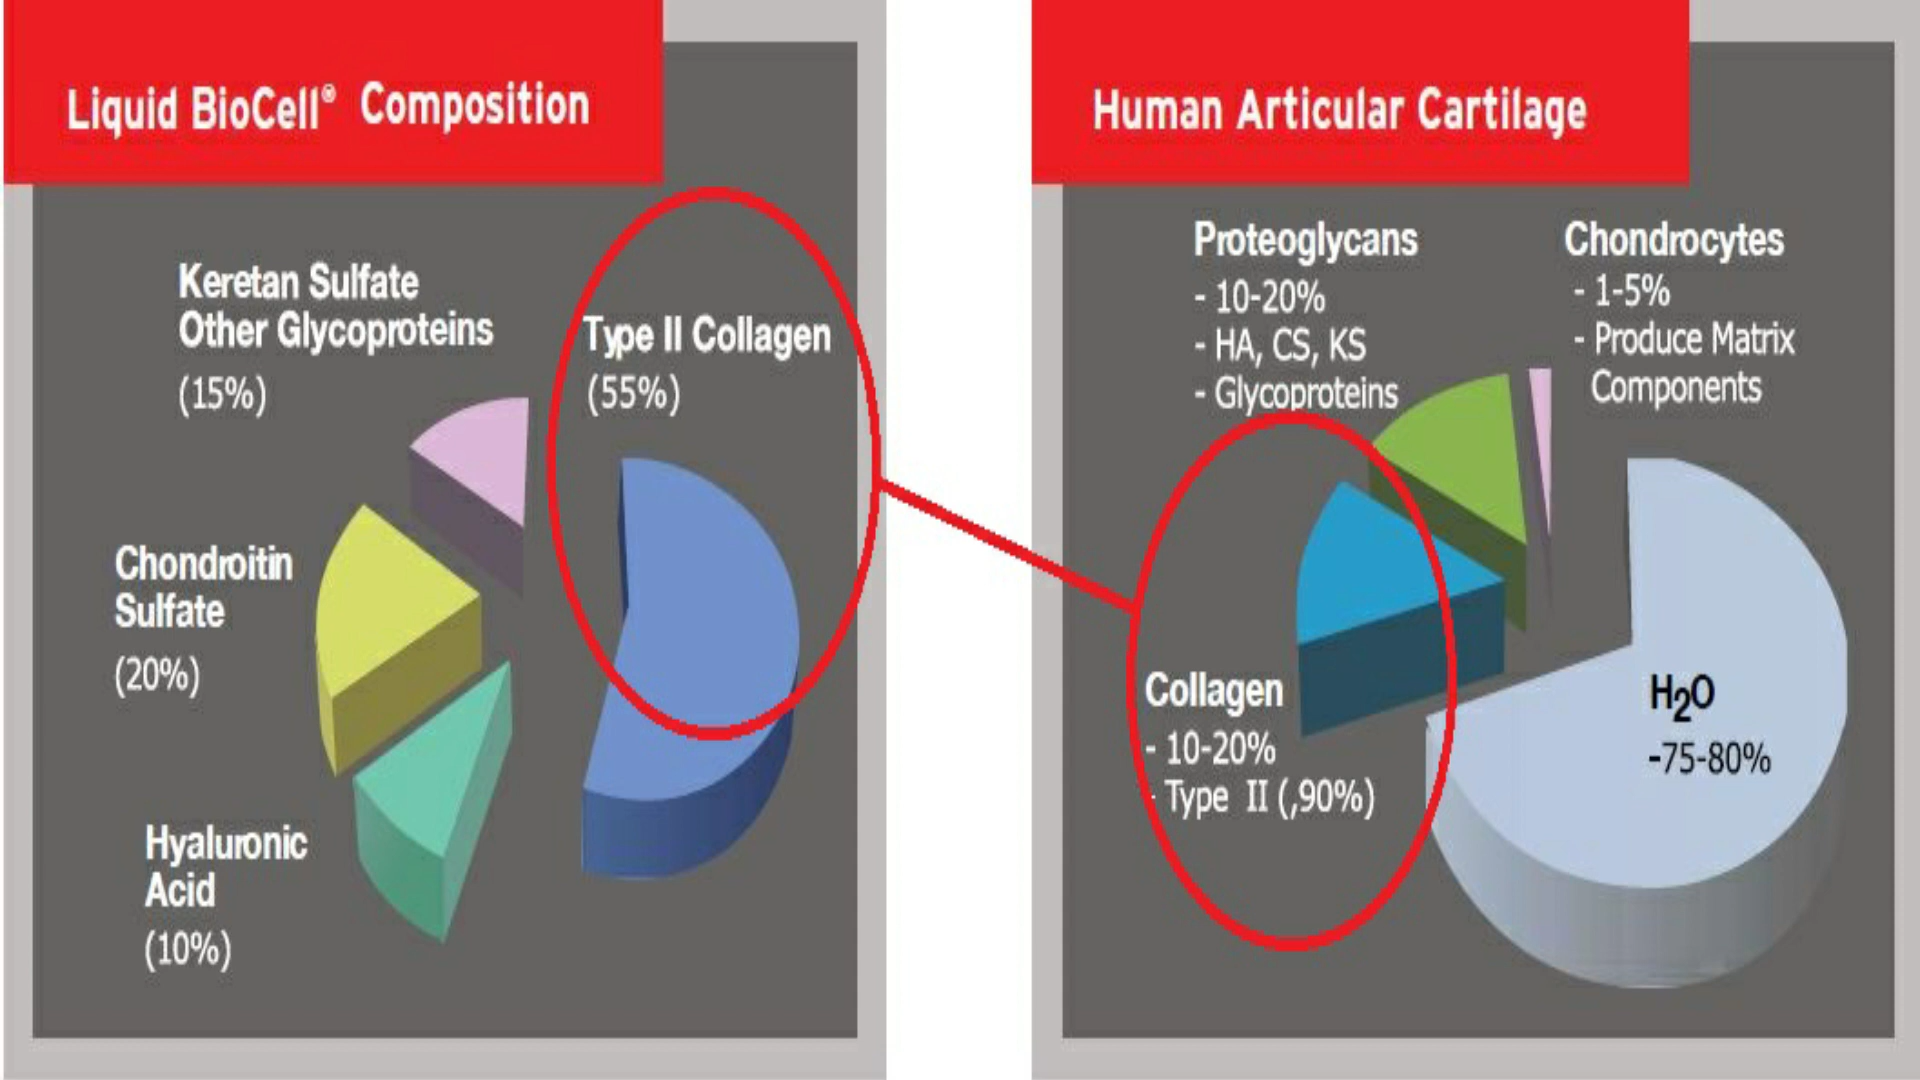 Liquid BioCell® Composition
Keretan Sulfate
Other Glycoproteins
(15%)
Type II Collagen
(55%)
Chondroitin
Sulfate
(20%)
Hyaluronic
Acid
(10%)
Human Articular Cartilage
Proteoglycans
- 10-20%
- HA, CS, KS
- Glycoproteins
Chondrocytes
- 1-5%
- Produce Matrix
Components
Collagen
- 10-20%
- Type II (,90%)
H₂O
-75-80%